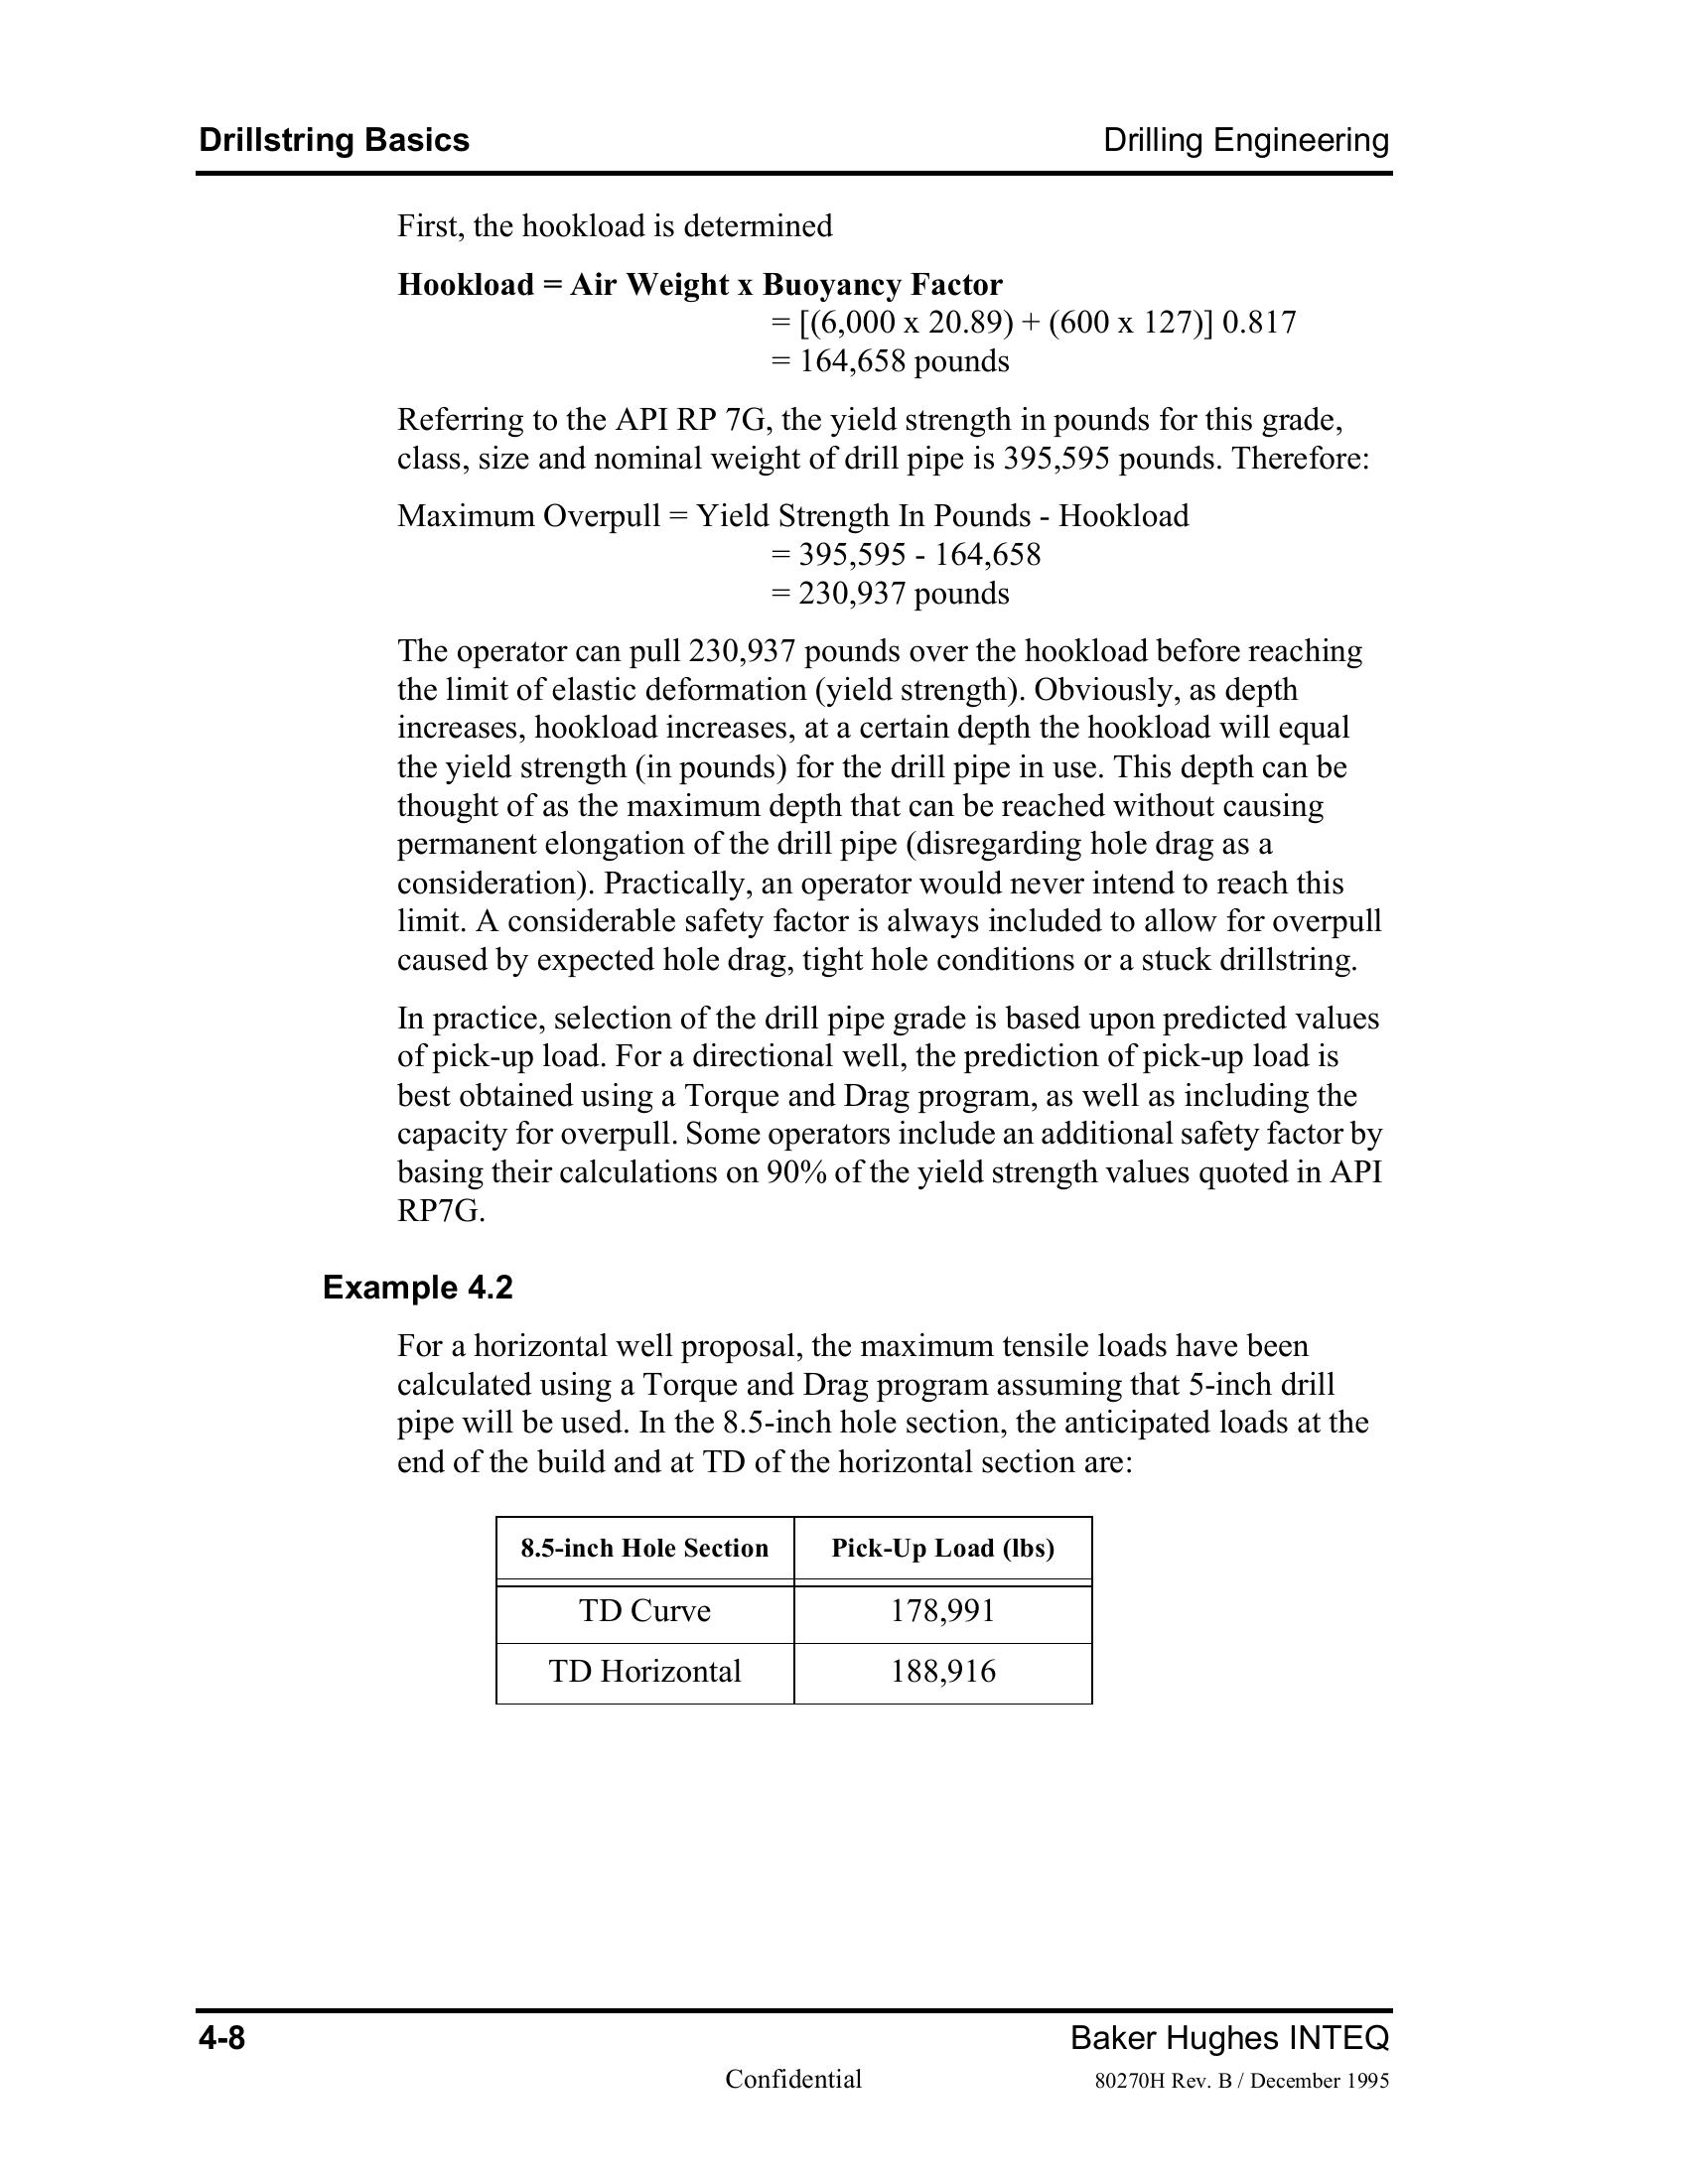 Drillstring Basics Drilling Engineering
First, the hookload is determined
Hookload = Air Weight x Buoyancy Factor
= [(6,000 x 20.89) + (600 x 127)] 0.817
= 164,658 pounds
Referring to the API RP 7G, the yield strength in pounds for this grade,
class, size and nominal weight of drill pipe is 395,595 pounds. Therefore:
Maximum Overpull = Yield Strength In Pounds - Hookload
= 395,595 - 164,658
= 230,937 pounds
The operator can pull 230,937 pounds over the hookload before reaching
the limit of elastic deformation (yield strength). Obviously, as depth
increases, hookload increases, at a certain depth the hookload will equal
the yield strength (in pounds) for the drill pipe in use. This depth can be
thought of as the maximum depth that can be reached without causing
permanent elongation of the drill pipe (disregarding hole drag as a
consideration). Practically, an operator would never intend to reach this
limit. A considerable safety factor is always included to allow for overpull
caused by expected hole drag, tight hole conditions or a stuck drillstring.
In practice, selection of the drill pipe grade is based upon predicted values
of pick-up load. For a directional well, the prediction of pick-up load is
best obtained using a Torque and Drag program, as well as including the
capacity for overpull. Some operators include an additional safety factor by
basing their calculations on 90% of the yield strength values quoted in API
RP7G.
Example 4.2
For a horizontal well proposal, the maximum tensile loads have been
calculated using a Torque and Drag program assuming that 5-inch drill
pipe will be used. In the 8.5-inch hole section, the anticipated loads at the
end of the build and at TD of the horizontal section are:
8.5-inch Hole Section Pick-Up Load (lbs)
TD Curve 178,991
TD Horizontal 188,916
4-8 Baker Hughes INTEQ
Confidential 80270H Rev. B / December 1995